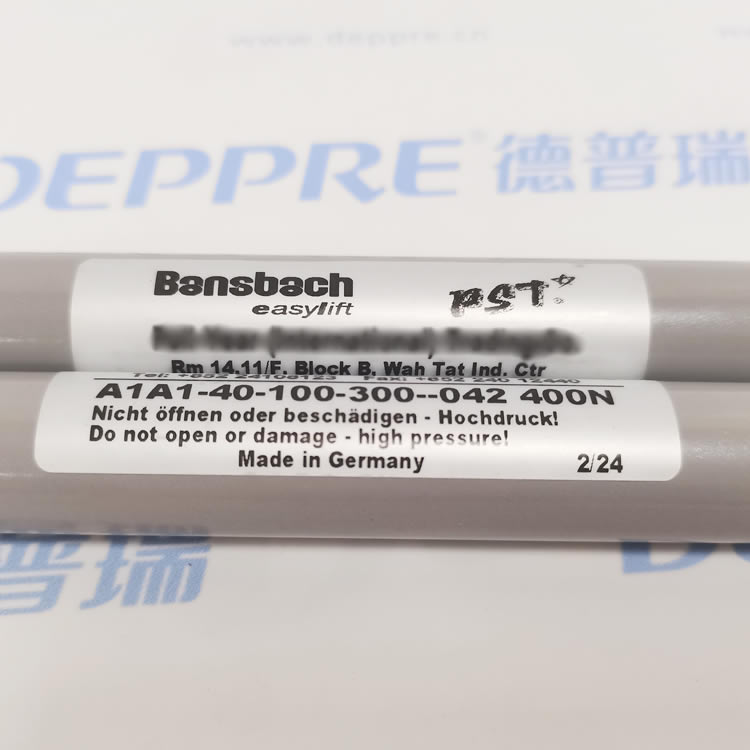 www.deppre.cn
DEPPRE® 德普瑞
Bansbach
easylift
PST
Rm 14.11/F. Block B, Wah Tat Ind. Ctr
A1A1-40-100-300--042 400N
Nicht öffnen oder beschädigen - Hochdruck!
Do not open or damage - high pressure!
Made in Germany 2/24
普瑞